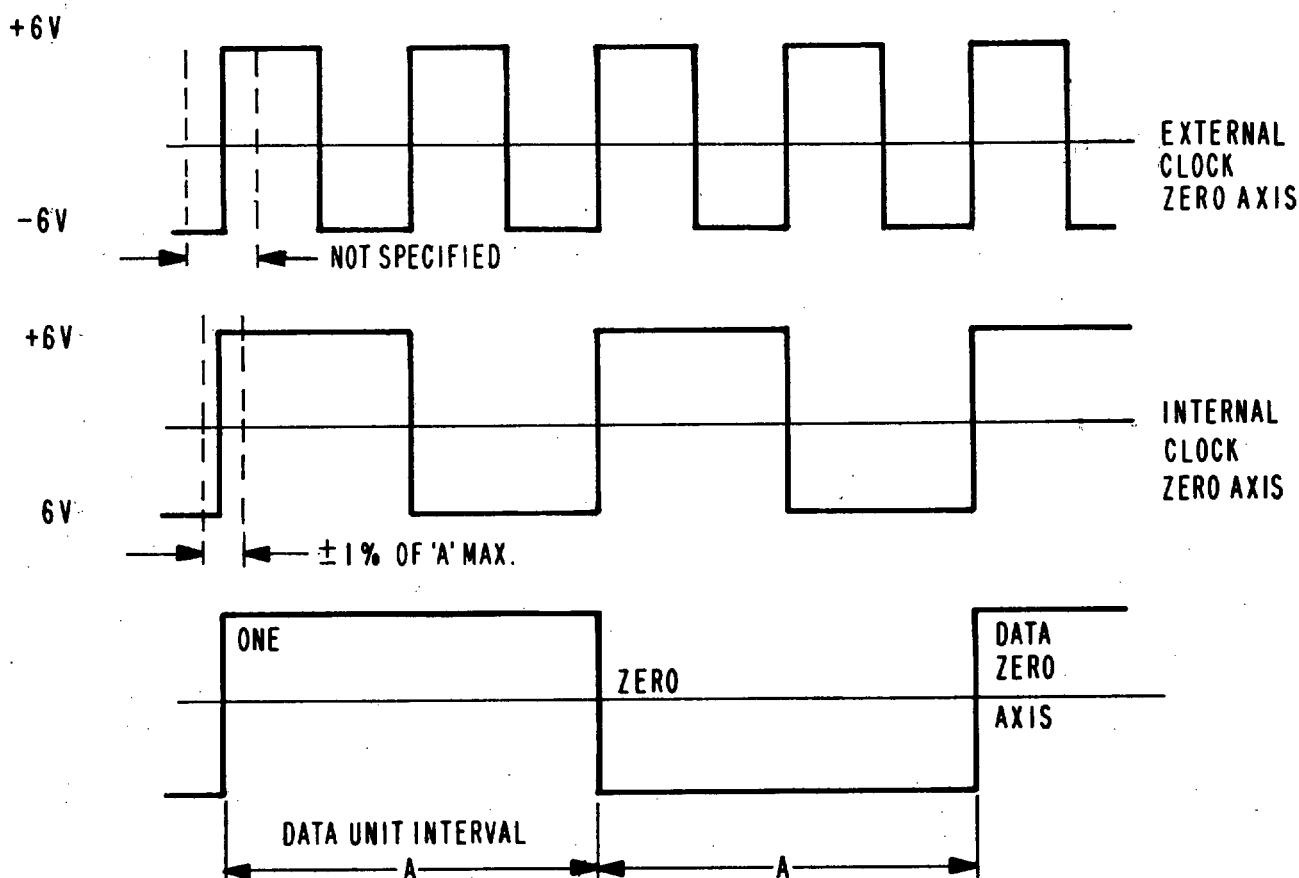 +6V
EXTERNAL
CLOCK
ZERO AXIS
-6V
NOT SPECIFIED
+6V
INTERNAL
CLOCK
ZERO AXIS
6V
±1% OF 'A' MAX.
ONE
ZERO
DATA
ZERO
AXIS
DATA UNIT INTERVAL
A
A